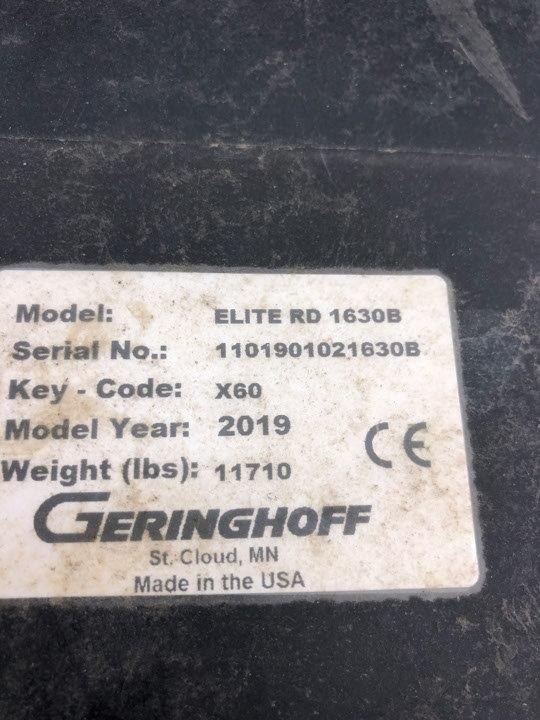 Model: ELITE RD 1630B
Serial No.: 1101901021630B
Key - Code: X60
Model Year: 2019
Weight (lbs): 11710
CE
GERINGHOFF
St. Cloud, MN
Made in the USA